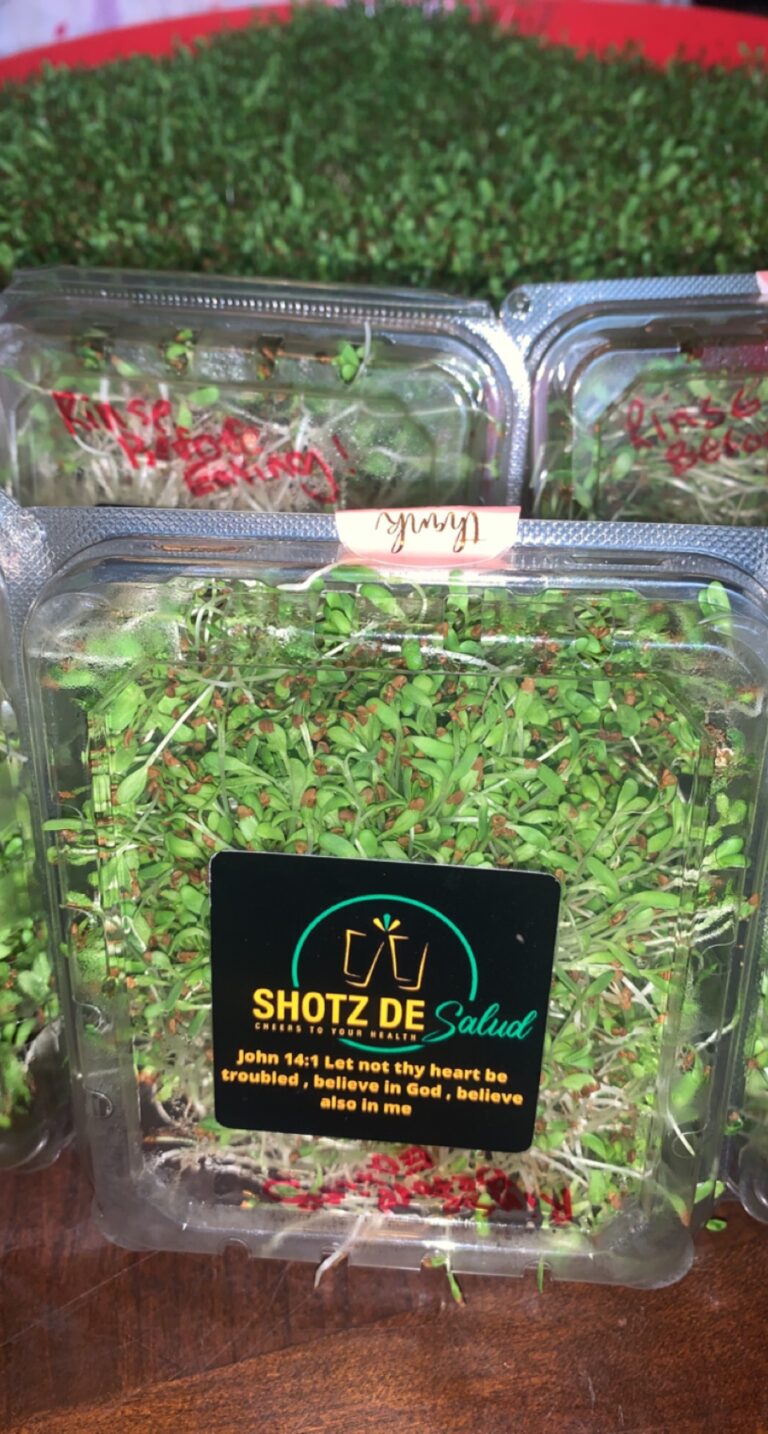 Rinse
Before
Eating!
Rinse
Befo
thank
SHOTZ DE Salud
CHEERS TO YOUR HEALTH
John 14:1 Let not thy heart be
troubled , believe in God , believe
also in me